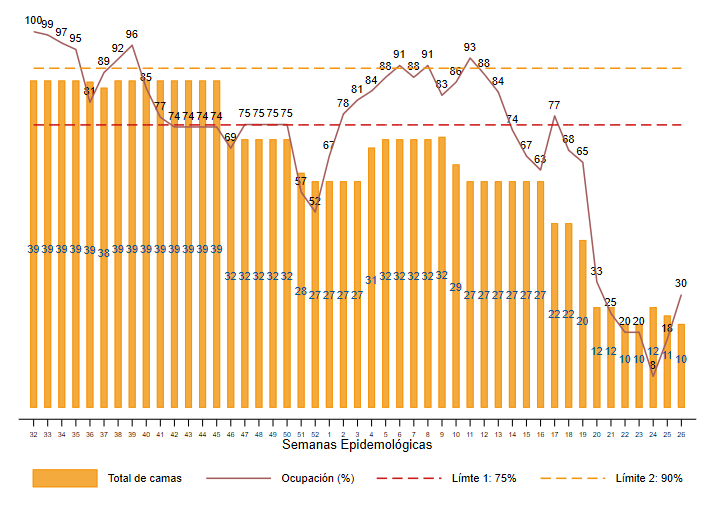 100 99 97 95 81 89 92 96 85 77 74 74 74 74 69 75 75 75 75 57 52 67 78 81 84 88 91 88 91 83 86 93 88 84 74 67 63 77 68 65 33 25 20 20 8 18 30
39 39 39 39 39 38 39 39 39 39 39 39 39 39 32 32 32 32 32 28 27 27 27 27 31 32 32 32 32 32 29 27 27 27 27 27 27 22 22 20 12 12 10 10 12 11 10
32 33 34 35 36 37 38 39 40 41 42 43 44 45 46 47 48 49 50 51 52 1 2 3 4 5 6 7 8 9 10 11 12 13 14 15 16 17 18 19 20 21 22 23 24 25 26
Semanas Epidemológicas
Total de camas Ocupación (%) Límte 1: 75% Límite 2: 90%